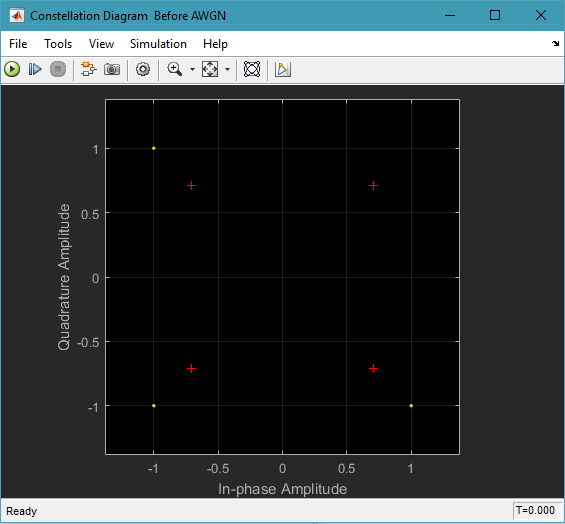 Constellation Diagram  Before AWGN
File Tools View Simulation Help
1
0.5
0
-0.5
-1
Quadrature Amplitude
-1 -0.5 0 0.5 1
In-phase Amplitude
Ready T=0.000